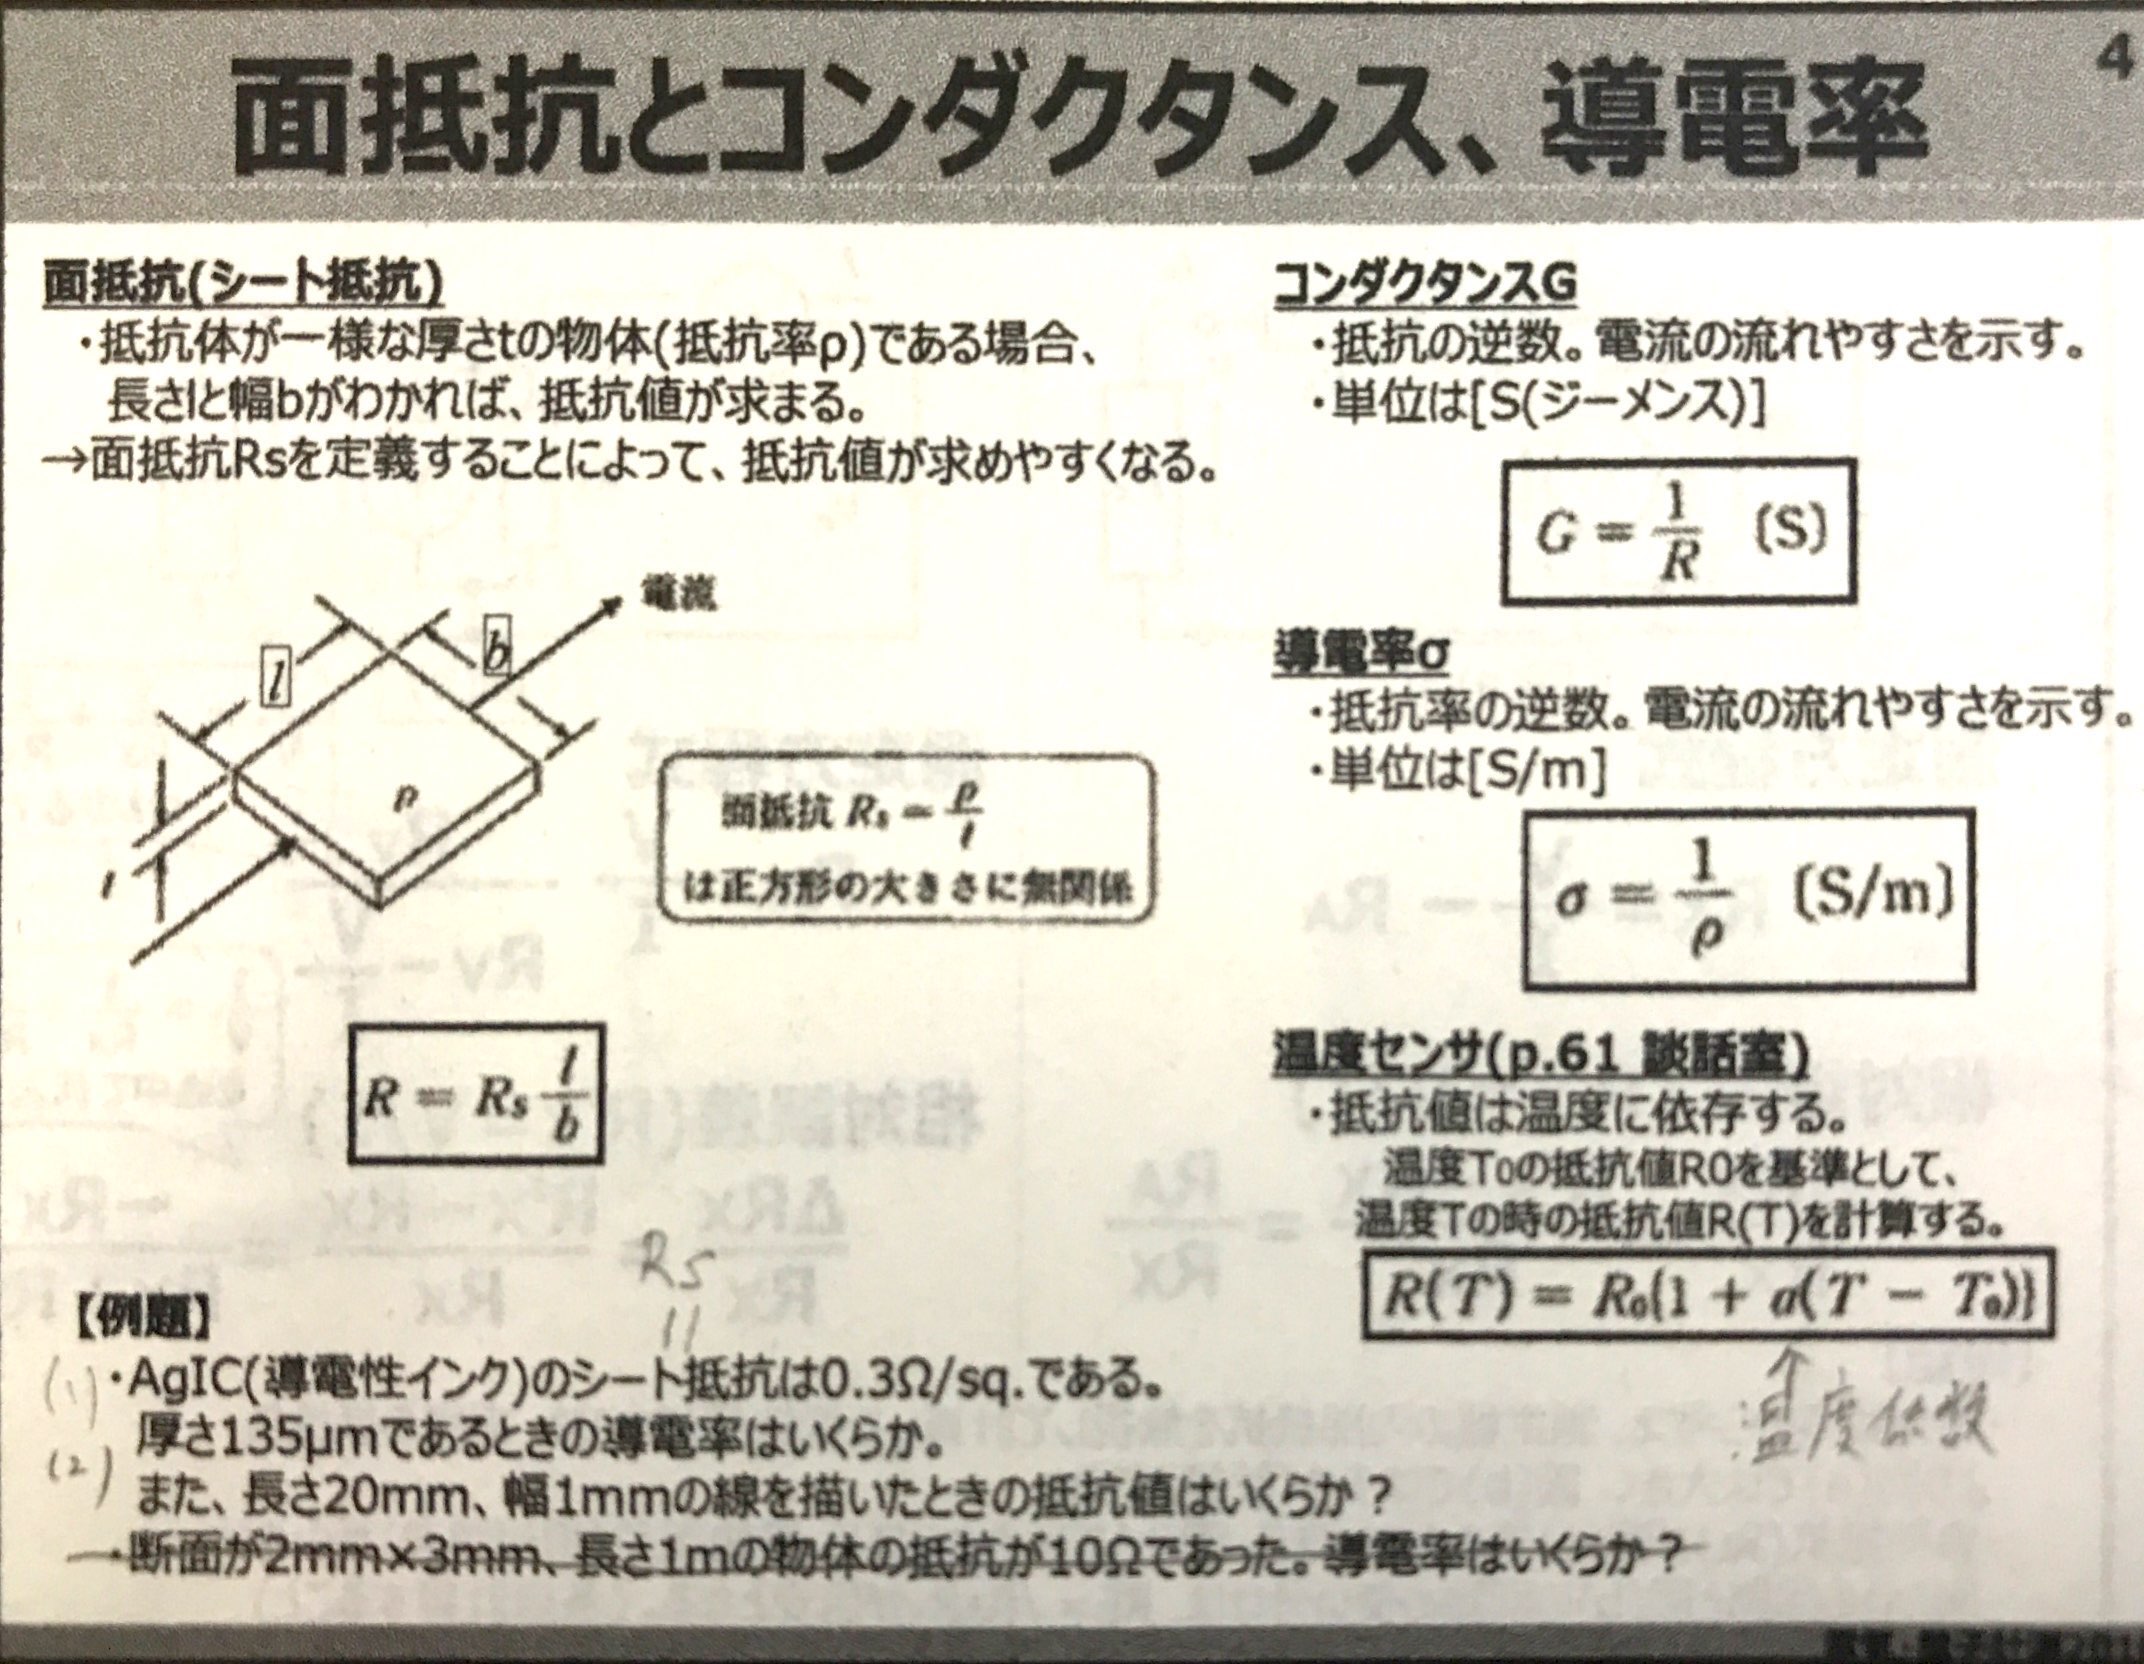 面抵抗とコンダクタンス、導電率
4
面抵抗(シート抵抗)
・抵抗体が一様な厚さtの物体(抵抗率ρ)である場合、
長さlと幅bがわかれば、抵抗値が求まる。
→面抵抗Rsを定義することによって、抵抗値が求めやすくなる。
電流
l
b
ρ
t
面抵抗 Rs = ρ/t
は正方形の大きさに無関係
R = Rs l/b
Rs
〃
【例題】
(1) ・AgIC(導電性インク)のシート抵抗は0.3Ω/sq.である。
厚さ135μmであるときの導電率はいくらか。
(2) また、長さ20mm、幅1mmの線を描いたときの抵抗値はいくらか？
・断面が2mm×3mm、長さ1mの物体の抵抗が10Ωであった。導電率はいくらか？
コンダクタンスG
・抵抗の逆数。電流の流れやすさを示す。
・単位は[S(ジーメンス)]
G = 1/R [S]
導電率σ
・抵抗率の逆数。電流の流れやすさを示す。
・単位は[S/m]
σ = 1/ρ [S/m]
温度センサ(p.61 談話室)
・抵抗値は温度に依存する。
温度T0の抵抗値R0を基準として、
温度Tの時の抵抗値R(T)を計算する。
R(T) = R0{1 + α(T − T0)}
↑
温度係数